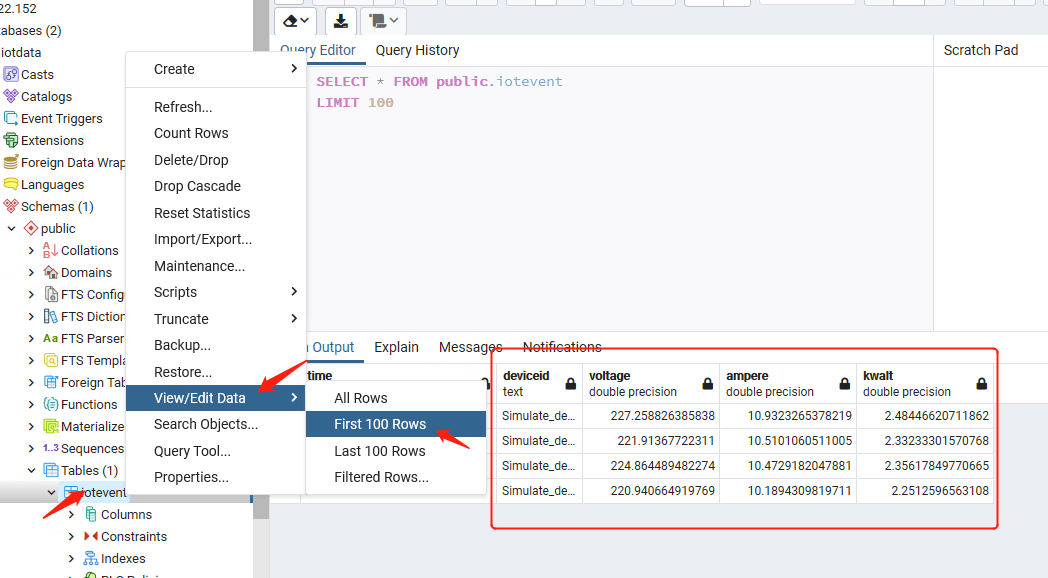 22.152
tabases (2)
iotdata
Casts
Catalogs
Event Triggers
Extensions
Foreign Data Wrap
Languages
Schemas (1)
public
Collations
Domains
FTS Config
FTS Diction
FTS Parser
FTS Templa
Foreign Tab
Functions
Materialize
1..3 Sequences
Tables (1)
iotevent
Columns
Constraints
Indexes
Create
Refresh...
Count Rows
Delete/Drop
Drop Cascade
Reset Statistics
Import/Export...
Maintenance...
Scripts
Truncate
Backup...
Restore...
View/Edit Data
Search Objects...
Query Tool...
Properties...
All Rows
First 100 Rows
Last 100 Rows
Filtered Rows...
Query Editor Query History
Scratch Pad
SELECT * FROM public.iotevent
LIMIT 100
Output Explain Messages Notifications
time deviceid voltage ampere kwalt
text double precision double precision double precision
Simulate_de... 227.258826385838 10.9323265378219 2.48446620711862
Simulate_de... 221.91367722311 10.5101060511005 2.33233301570768
Simulate_de... 224.864489482274 10.4729182047881 2.35617849770665
Simulate_de... 220.940664919769 10.1894309819711 2.2512596563108